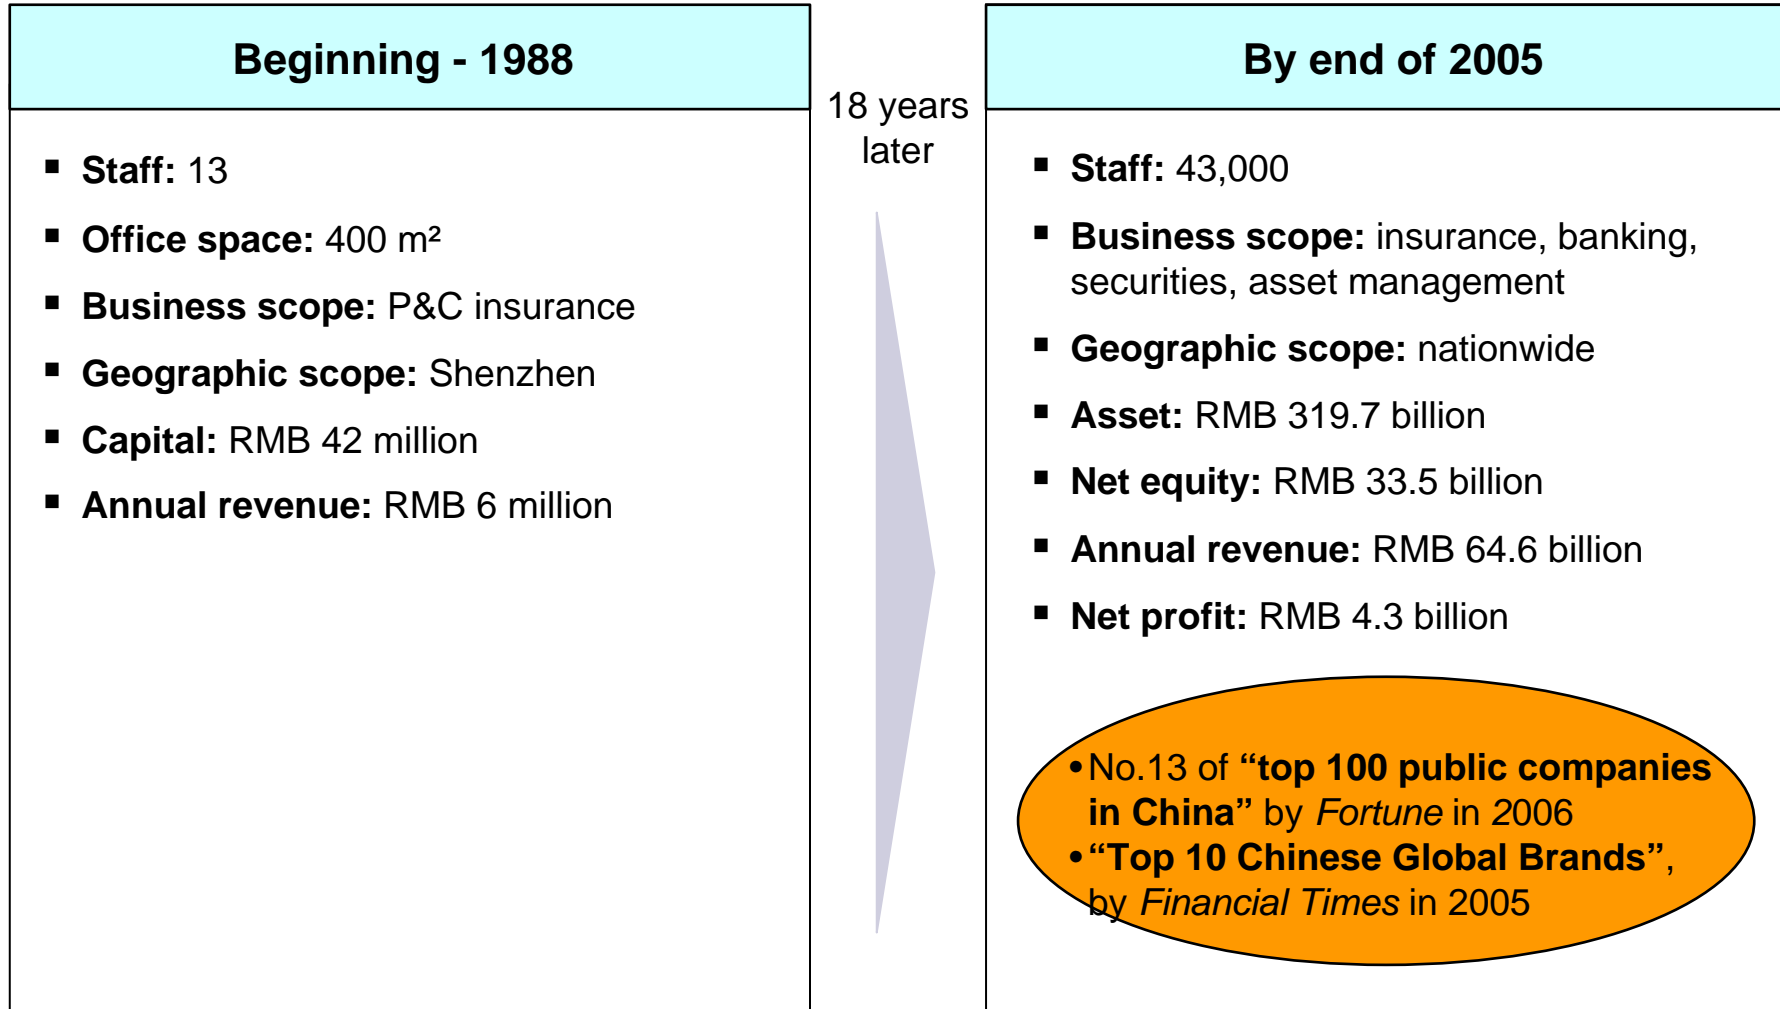 Beginning - 1988
▪ Staff: 13
▪ Office space: 400 m²
▪ Business scope: P&C insurance
▪ Geographic scope: Shenzhen
▪ Capital: RMB 42 million
▪ Annual revenue: RMB 6 million
18 years
later
By end of 2005
▪ Staff: 43,000
▪ Business scope: insurance, banking,
securities, asset management
▪ Geographic scope: nationwide
▪ Asset: RMB 319.7 billion
▪ Net equity: RMB 33.5 billion
▪ Annual revenue: RMB 64.6 billion
▪ Net profit: RMB 4.3 billion
•No.13 of “top 100 public companies
in China” by Fortune in 2006
•“Top 10 Chinese Global Brands”,
by Financial Times in 2005